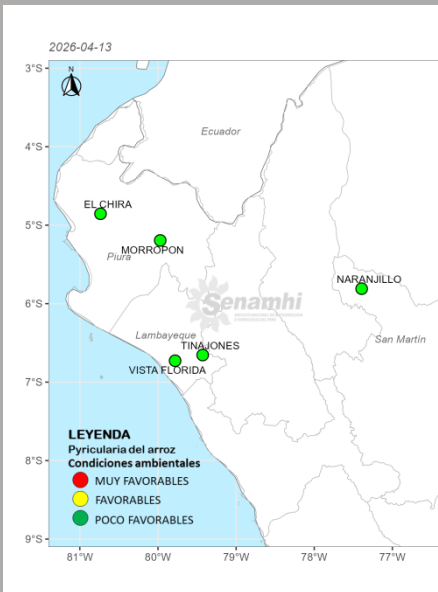 2026-04-13
3°S
N
4°S
Ecuador
EL CHIRA
5°S
MORROPON
Piura
NARANJILLO
6°S
Senamhi
Lambayeque
TINAJONES
San Martín
VISTA FLORIDA
7°S
LEYENDA
Pyricularia del arroz
Condiciones ambientales
MUY FAVORABLES
FAVORABLES
POCO FAVORABLES
8°S
9°S
81°W 80°W 79°W 78°W 77°W